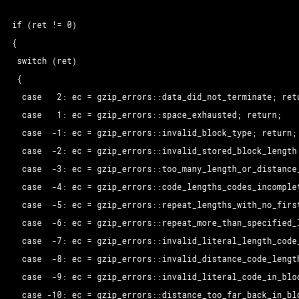 if (ret != 0)
{
switch (ret)
{
case 2: ec = gzip_errors::data_did_not_terminate; retu
case 1: ec = gzip_errors::space_exhausted; return;
case -1: ec = gzip_errors::invalid_block_type; return;
case -2: ec = gzip_errors::invalid_stored_block_length
case -3: ec = gzip_errors::too_many_length_or_distance_
case -4: ec = gzip_errors::code_lengths_codes_incomplet
case -5: ec = gzip_errors::repeat_lengths_with_no_first
case -6: ec = gzip_errors::repeat_more_than_specified_l
case -7: ec = gzip_errors::invalid_literal_length_code_
case -8: ec = gzip_errors::invalid_distance_code_length
case -9: ec = gzip_errors::invalid_literal_code_in_bloc
case -10: ec = gzip_errors::distance_too_far_back_in_blo